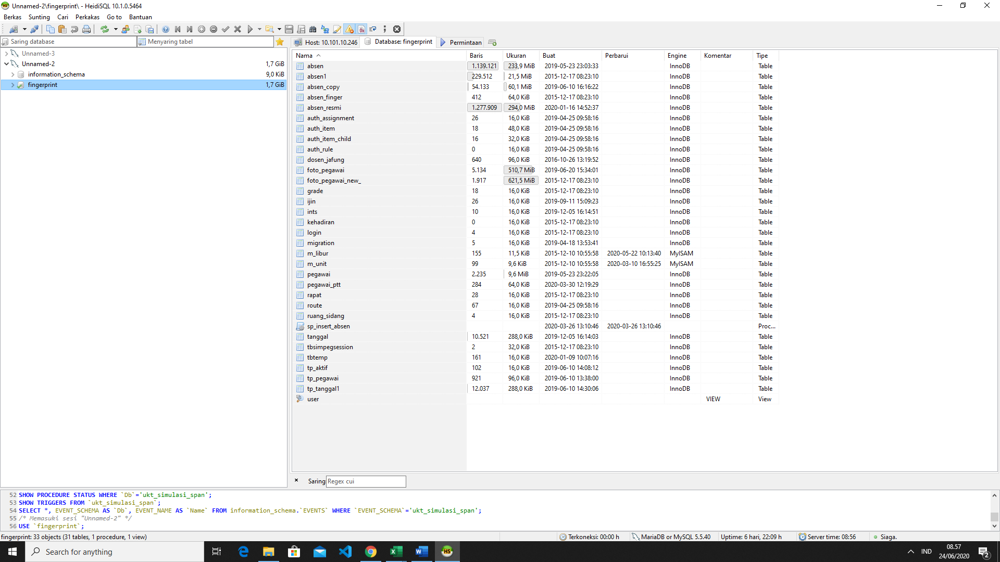 Unnamed-2\fingerprint\ - HeidiSQL 10.1.0.5464
Berkas Sunting Cari Perkakas Go to Bantuan
Saring database Menyaring tabel Host: 10.101.10.246 Database: fingerprint Permintaan
Unnamed-3
Unnamed-2 1,7 GiB
information_schema 9,0 KiB
fingerprint 1,7 GiB
Nama Baris Ukuran Buat Perbarui Engine Komentar Tipe
absen 1.139.121 233,9 MiB 2019-05-23 23:03:33 InnoDB Table
absen1 229.512 21,5 MiB 2015-12-17 08:23:10 InnoDB Table
absen_copy 54.133 60,1 MiB 2019-06-10 16:16:22 InnoDB Table
absen_finger 412 64,0 KiB 2015-12-17 08:23:10 InnoDB Table
absen_resmi 1.277.909 294,0 MiB 2020-01-16 14:52:37 InnoDB Table
auth_assignment 26 16,0 KiB 2019-04-25 09:58:16 InnoDB Table
auth_item 18 48,0 KiB 2019-04-25 09:58:16 InnoDB Table
auth_item_child 16 32,0 KiB 2019-04-25 09:58:16 InnoDB Table
auth_rule 0 16,0 KiB 2019-04-25 09:58:16 InnoDB Table
dosen_jafung 640 96,0 KiB 2016-10-26 13:19:52 InnoDB Table
foto_pegawai 5.134 510,7 MiB 2019-06-20 15:34:01 InnoDB Table
foto_pegawai_new_ 1.917 621,5 MiB 2015-12-17 08:23:10 InnoDB Table
grade 18 16,0 KiB 2015-12-17 08:23:10 InnoDB Table
ijin 26 16,0 KiB 2019-09-11 15:09:23 InnoDB Table
ints 10 16,0 KiB 2019-12-05 16:14:51 InnoDB Table
kehadiran 0 16,0 KiB 2015-12-17 08:23:10 InnoDB Table
login 4 16,0 KiB 2015-12-17 08:23:10 InnoDB Table
migration 5 16,0 KiB 2019-04-18 13:53:41 InnoDB Table
m_libur 155 11,5 KiB 2015-12-10 10:55:58 2020-05-22 10:13:40 MyISAM Table
m_unit 99 9,6 KiB 2015-12-10 10:55:58 2020-03-10 16:55:25 MyISAM Table
pegawai 2.235 9,6 MiB 2019-05-23 23:22:05 InnoDB Table
pegawai_ptt 284 64,0 KiB 2020-03-30 12:19:29 InnoDB Table
rapat 28 16,0 KiB 2015-12-17 08:23:10 InnoDB Table
route 67 16,0 KiB 2019-04-25 09:58:16 InnoDB Table
ruang_sidang 4 16,0 KiB 2015-12-17 08:23:10 InnoDB Table
sp_insert_absen 2020-03-26 13:10:46 2020-03-26 13:10:46 Proc...
tanggal 10.521 288,0 KiB 2019-12-05 16:14:03 InnoDB Table
tbsimpegsession 2 32,0 KiB 2015-12-17 08:23:10 InnoDB Table
tbtemp 161 16,0 KiB 2020-01-09 10:07:16 InnoDB Table
tp_aktif 102 16,0 KiB 2019-06-10 14:08:12 InnoDB Table
tp_pegawai 921 96,0 KiB 2019-06-10 13:38:00 InnoDB Table
tp_tanggal1 12.037 288,0 KiB 2019-06-10 14:30:06 InnoDB Table
user VIEW View
Saring: Regex cui
52 SHOW PROCEDURE STATUS WHERE `Db`='ukt_simulasi_span';
53 SHOW TRIGGERS FROM `ukt_simulasi_span`;
54 SELECT *, EVENT_SCHEMA AS `Db`, EVENT_NAME AS `Name` FROM information_schema.`EVENTS` WHERE `EVENT_SCHEMA`='ukt_simulasi_span';
55 /* Memasuki sesi "Unnamed-2" */
56 USE `fingerprint`;
fingerprint: 33 objects (31 tables, 1 procedure, 1 view) Terkoneksi: 00:00 h MariaDB or MySQL 5.5.40 Uptime: 6 hari, 22:09 h Server time: 08:56 Siaga.
Search for anything HS IND 08.57
24/06/2020 2